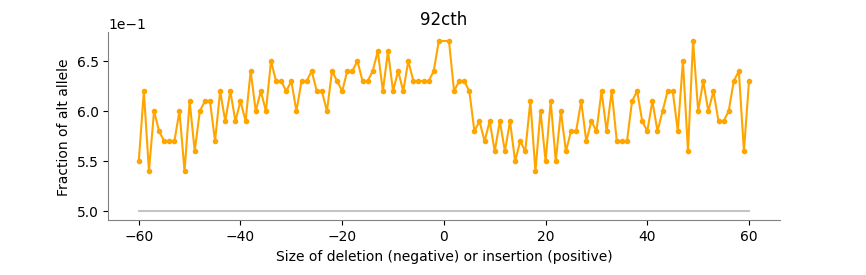 92cth
1e−1
6.5
6.0
5.5
5.0
Fraction of alt allele
−60 −40 −20 0 20 40 60
Size of deletion (negative) or insertion (positive)